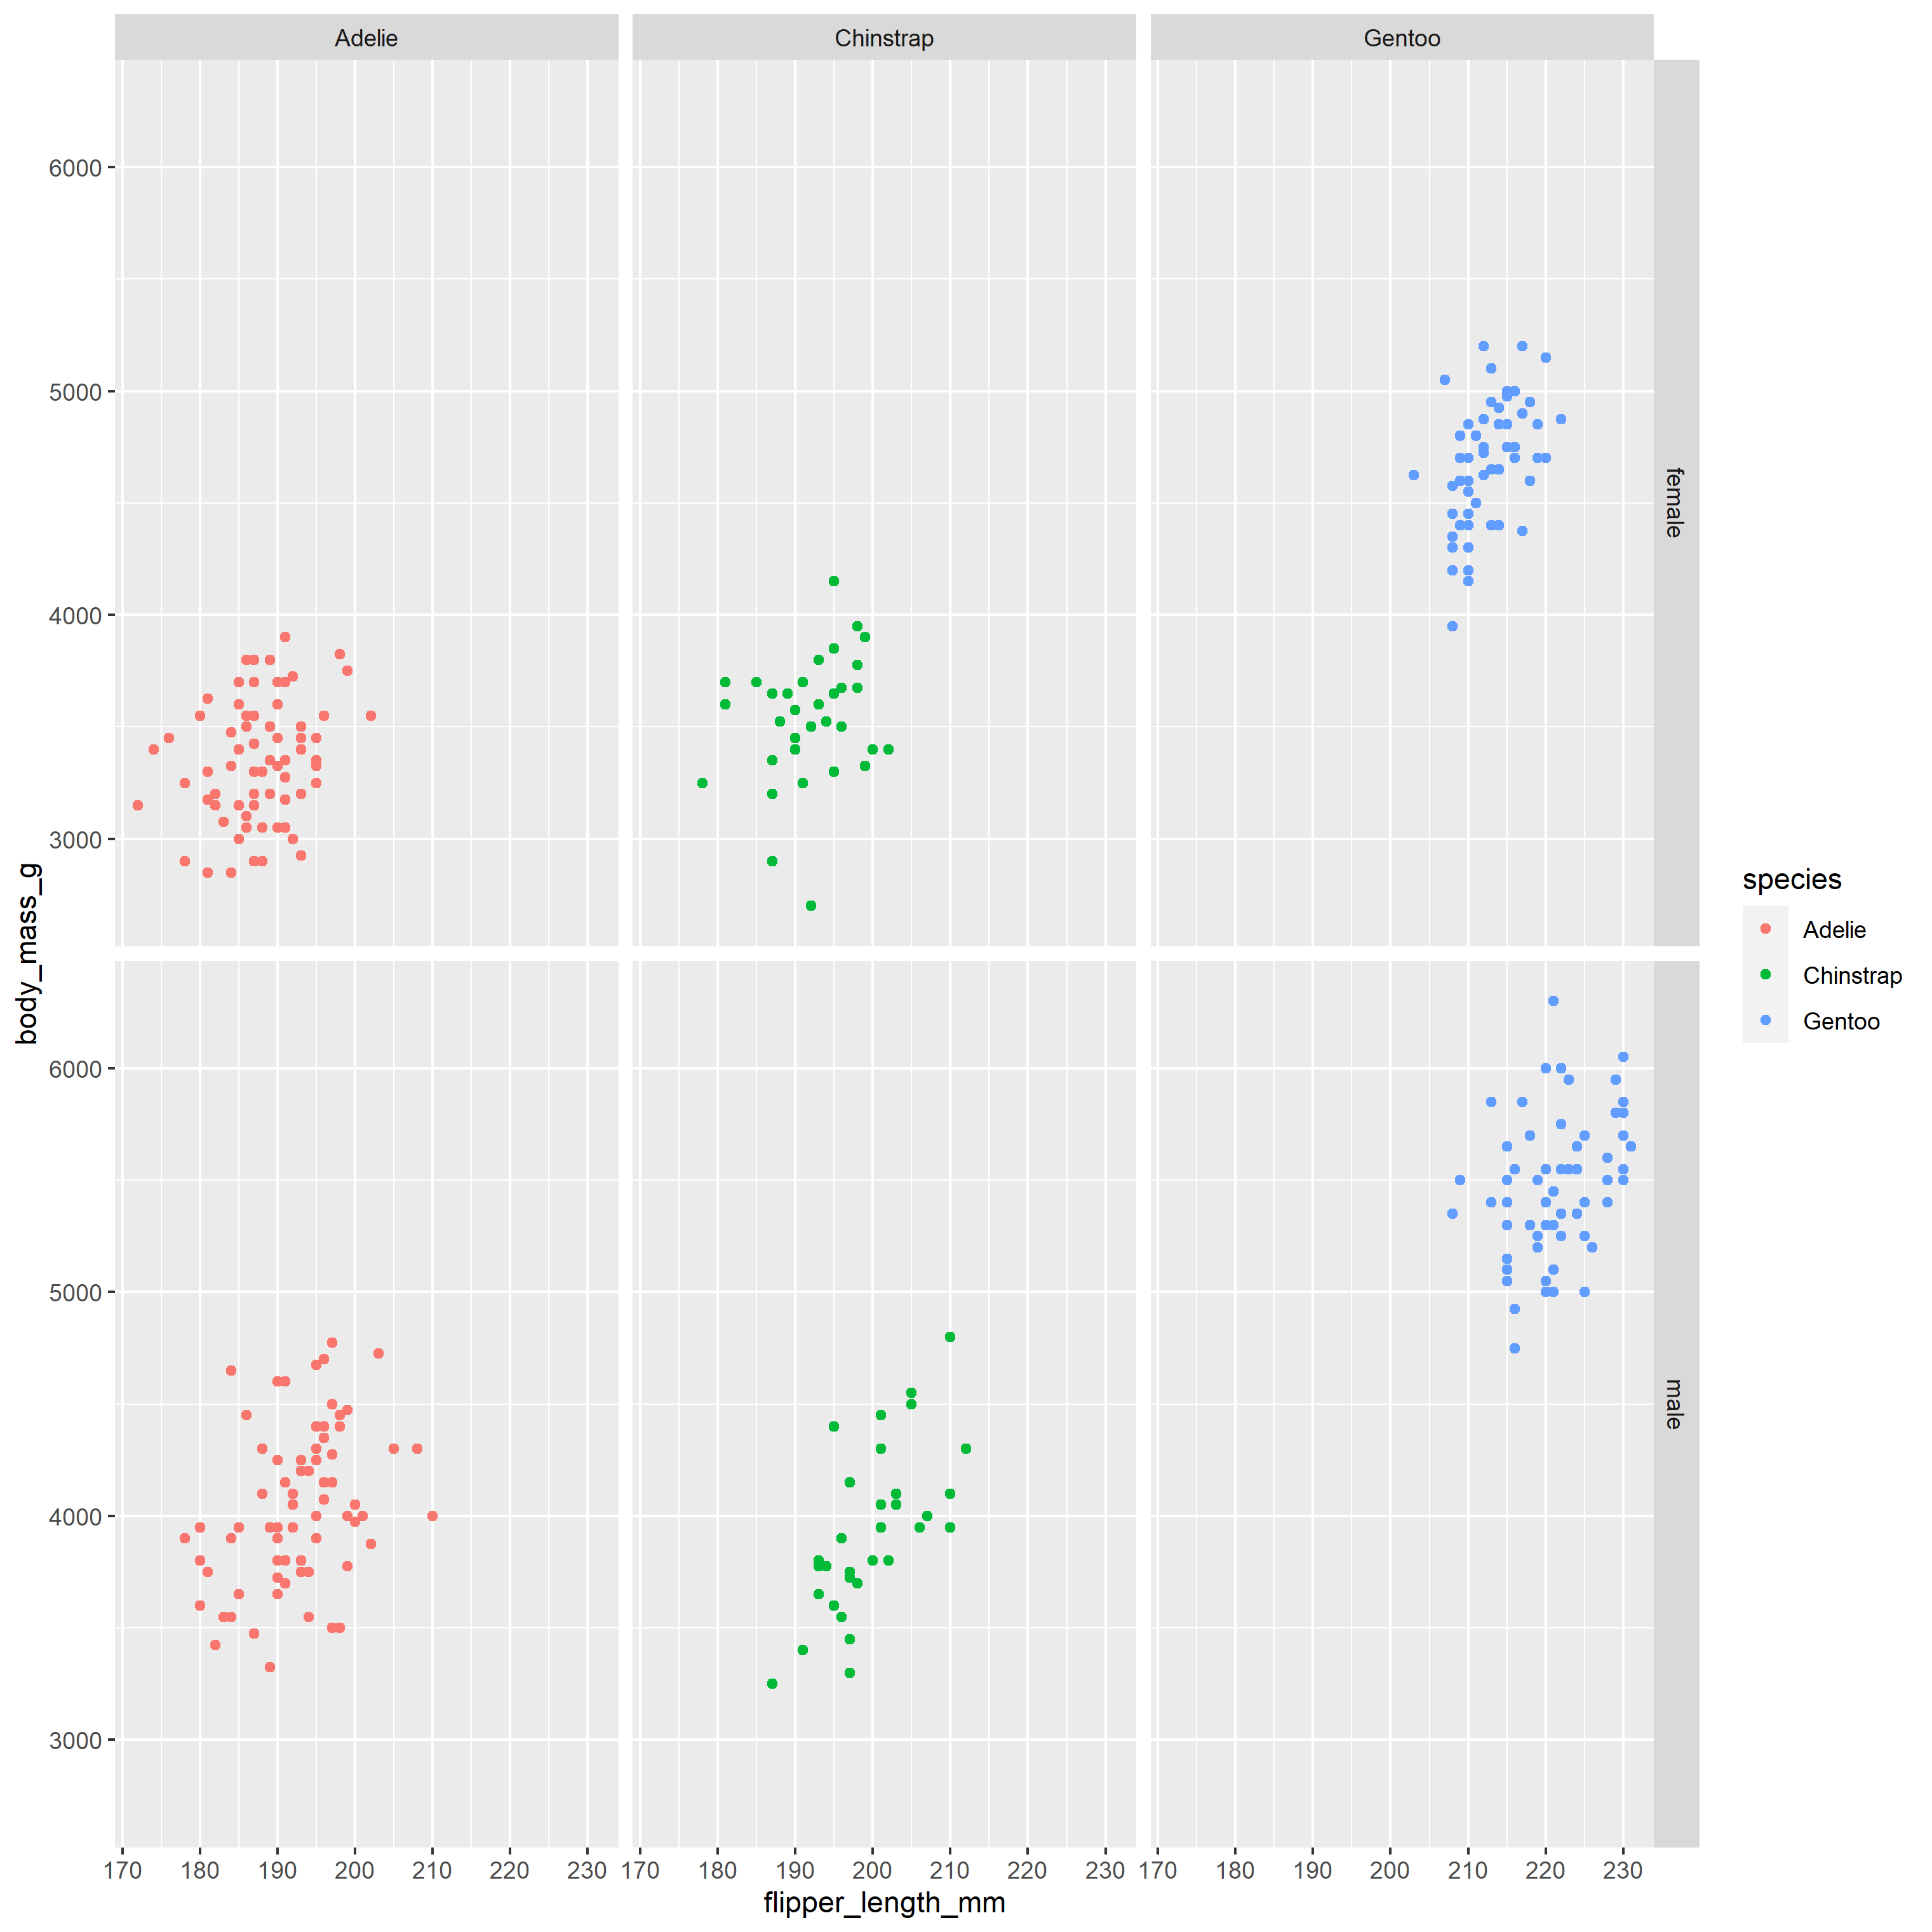 Adelie Chinstrap Gentoo
6000
5000
4000
3000
female
6000
5000
4000
3000
male
170 180 190 200 210 220 230 170 180 190 200 210 220 230 170 180 190 200 210 220 230
flipper_length_mm
body_mass_g
species
Adelie
Chinstrap
Gentoo